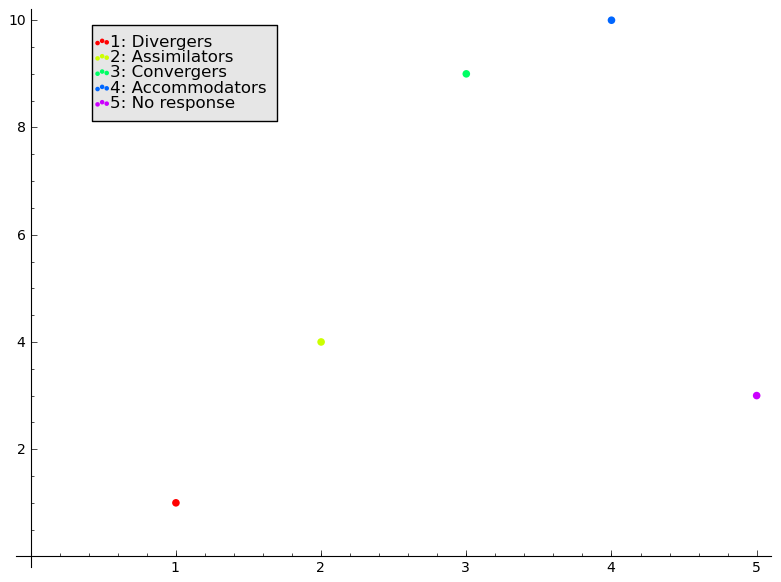 10
1: Divergers
2: Assimilators
3: Convergers
4: Accommodators
5: No response
8
6
4
2
1 2 3 4 5